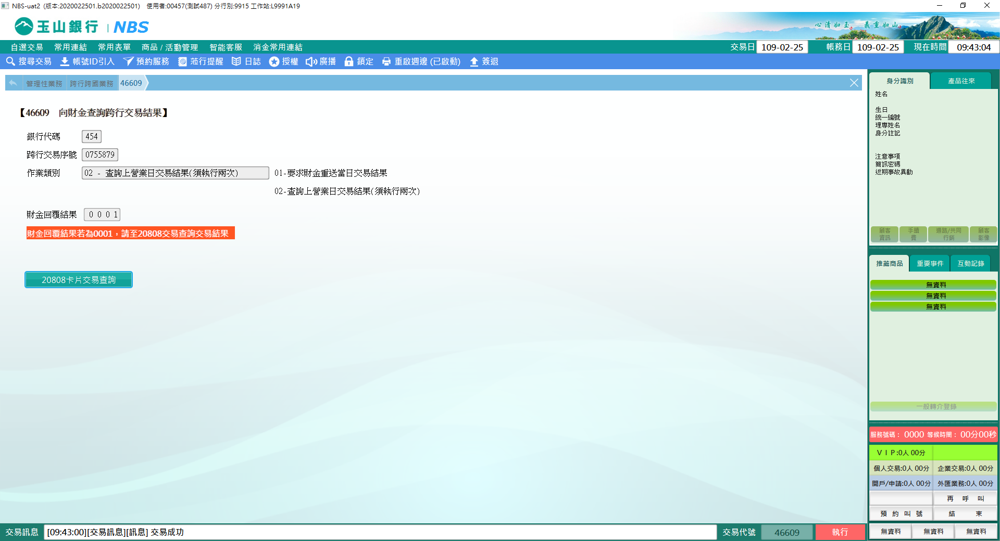 NBS-uat2 (版本:2020022501.b2020022501) 使用者:00457(測試487) 分行別:9915 工作站:L9991A19
玉山銀行 | NBS
心清如玉 義重如山
自選交易 常用連結 常用表單 商品 / 活動管理 智能客服 消金常用連結 交易日 109-02-25 帳務日 109-02-25 現在時間 09:43:04
搜尋交易 帳號ID引入 預約服務 蒞行提醒 日誌 授權 廣播 鎖定 重啟週邊 (已啟動) 簽退
管理性業務 跨行跨國業務 46609
【46609 向財金查詢跨行交易結果】
銀行代碼 454
跨行交易序號 0755879
作業類別 02 - 查詢上營業日交易結果(須執行兩次) 01-要求財金重送當日交易結果
02-查詢上營業日交易結果(須執行兩次)
財金回覆結果 0001
財金回覆結果若為0001，請至20808交易查詢交易結果
20808卡片交易查詢
身分識別 產品往來
姓名
生日
統一編號
理專姓名
身分註記
注意事項
簡訊密碼
近期事故異動
顧客資訊 手續費 通路/共同行銷 顧客影像
推薦商品 重要事件 互動記錄
無資料
無資料
無資料
一般轉介登錄
服務號碼： 0000 等候時間： 00分00秒
ＶＩＰ:0人 00分
個人交易:0人 00分 企業交易:0人 00分
開戶/申請:0人 00分 外匯業務:0人 00分
再 呼 叫
預 約 叫 號 結 束
無資料 無資料 無資料
交易訊息 [09:43:00][交易訊息][訊息] 交易成功 交易代號 46609 執行